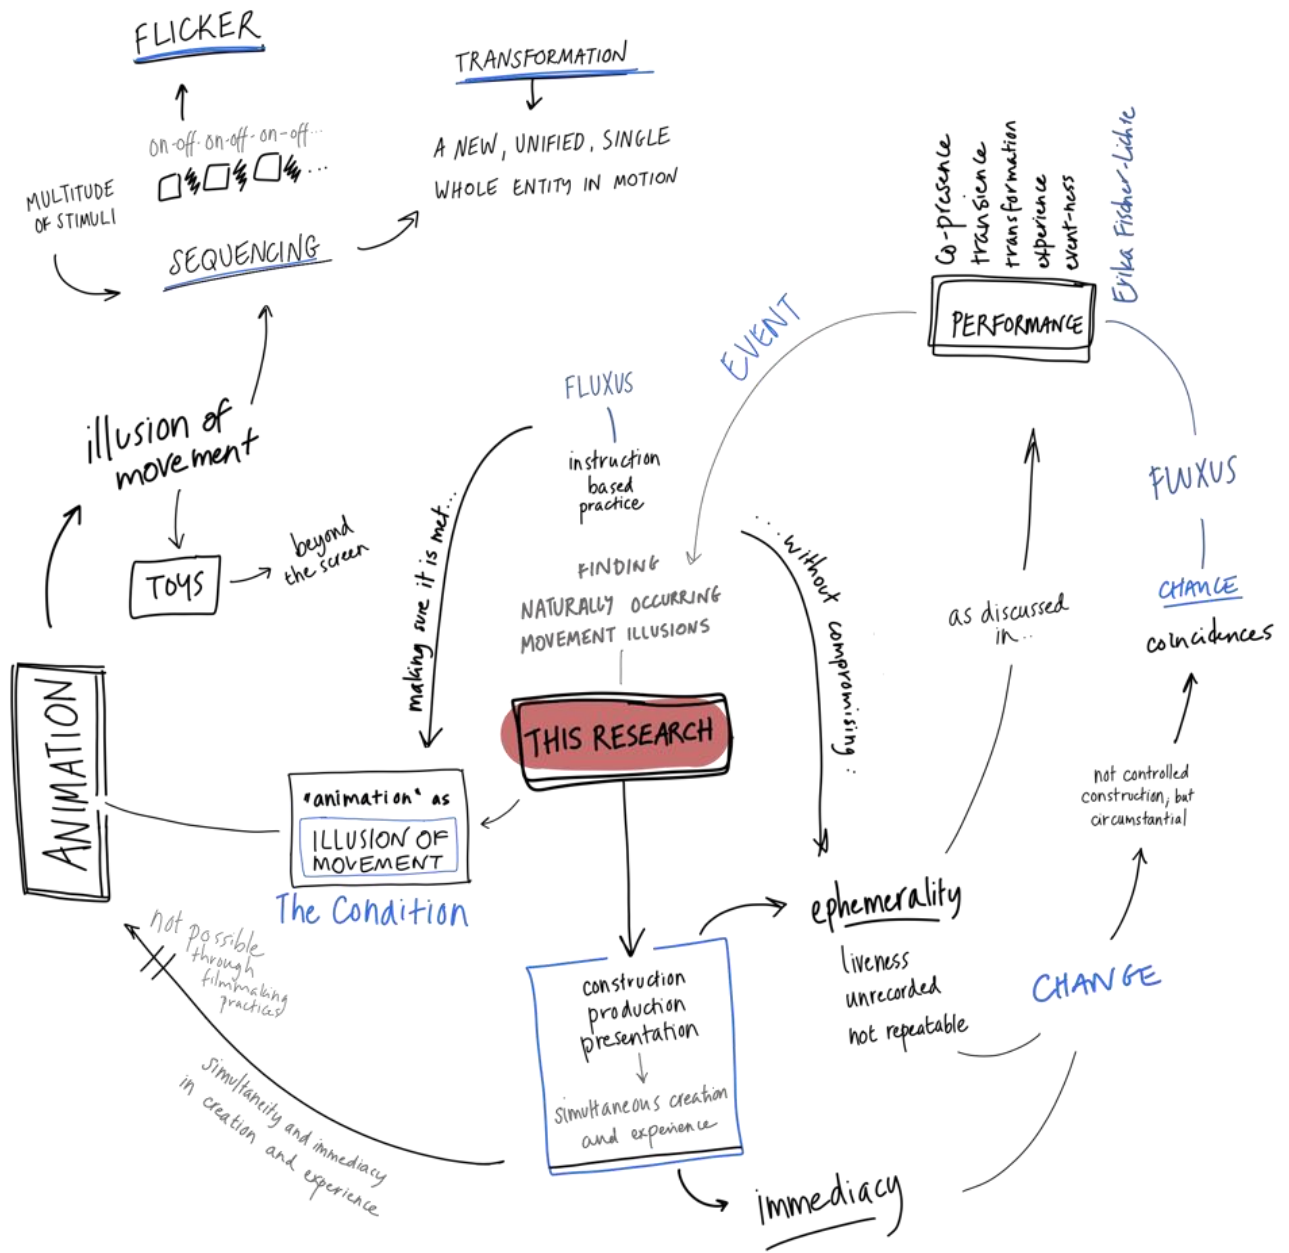 FLICKER
on-off-on-off-on-off...
...
MULTITUDE
OF STIMULI
SEQUENCING
TRANSFORMATION
A NEW, UNIFIED, SINGLE
WHOLE ENTITY IN MOTION
illusion of
movement
TOYS
beyond
the screen
ANIMATION
FLUXUS
instruction
based
practice
making sure it is met...
FINDING
NATURALLY OCCURRING
MOVEMENT ILLUSIONS
THIS RESEARCH
"animation" as
ILLUSION OF
MOVEMENT
The Condition
EVENT
Co-presence
transience
transformation
experience
event-ness
Erika Fischer-Lichte
PERFORMANCE
FLUXUS
CHANCE
coincidences
not controlled
construction, but
circumstantial
CHANGE
as discussed
in...
...without compromising:
ephemerality
liveness
unrecorded
not repeatable
construction
production
presentation
simultaneous creation
and experience
immediacy
not possible
through
filmmaking
practices
simultaneity and immediacy
in creation and experience